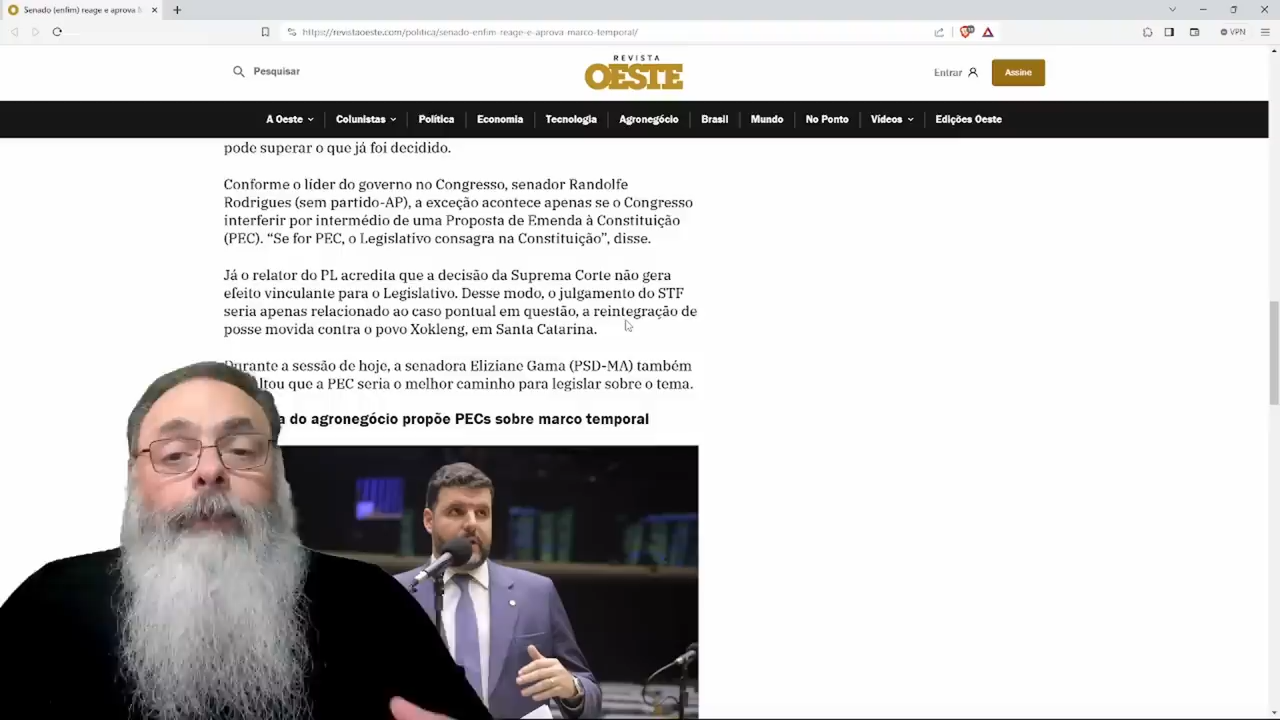 Senado (enfim) reage e aprova
https://revistaoeste.com/politica/senado-enfim-reage-e-aprova-marco-temporal/
VPN
Pesquisar
REVISTA
OESTE
Entrar
Assine
A Oeste
Colunistas
Política
Economia
Tecnologia
Agronegócio
Brasil
Mundo
No Ponto
Vídeos
Edições Oeste
pode superar o que já foi decidido.
Conforme o líder do governo no Congresso, senador Randolfe
Rodrigues (sem partido-AP), a exceção acontece apenas se o Congresso
interferir por intermédio de uma Proposta de Emenda à Constituição
(PEC). “Se for PEC, o Legislativo consagra na Constituição”, disse.
Já o relator do PL acredita que a decisão da Suprema Corte não gera
efeito vinculante para o Legislativo. Desse modo, o julgamento do STF
seria apenas relacionado ao caso pontual em questão, a reintegração de
posse movida contra o povo Xokleng, em Santa Catarina.
Durante a sessão de hoje, a senadora Eliziane Gama (PSD-MA) também
altou que a PEC seria o melhor caminho para legislar sobre o tema.
a do agronegócio propõe PECs sobre marco temporal